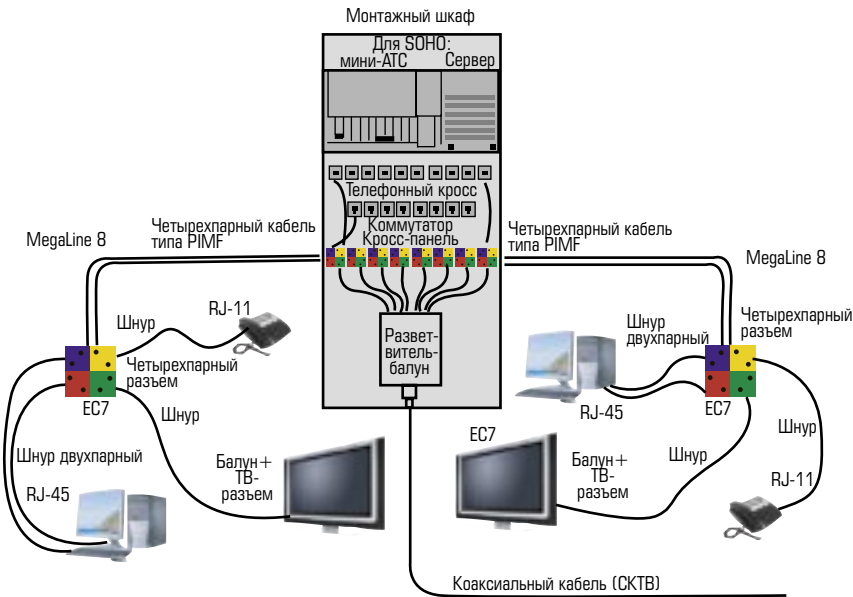 Монтажный шкаф
Для SOHO:
мини-АТС Сервер
Телефонный кросс
Коммутатор
Кросс-панель
Четырехпарный кабель
типа PIMF
MegaLine 8
Четырехпарный кабель
типа PIMF
MegaLine 8
RJ-11
Шнур
Четырехпарный
разъем
EC7
Шнур
Шнур двухпарный
RJ-45
Балун+
ТВ-
разъем
Развет-
витель-
балун
Шнур
двухпарный
Четырехпарный
разъем
RJ-45
EC7
EC7
Шнур
Шнур
Балун+
ТВ-
разъем
RJ-11
Коаксиальный кабель (СКТВ)